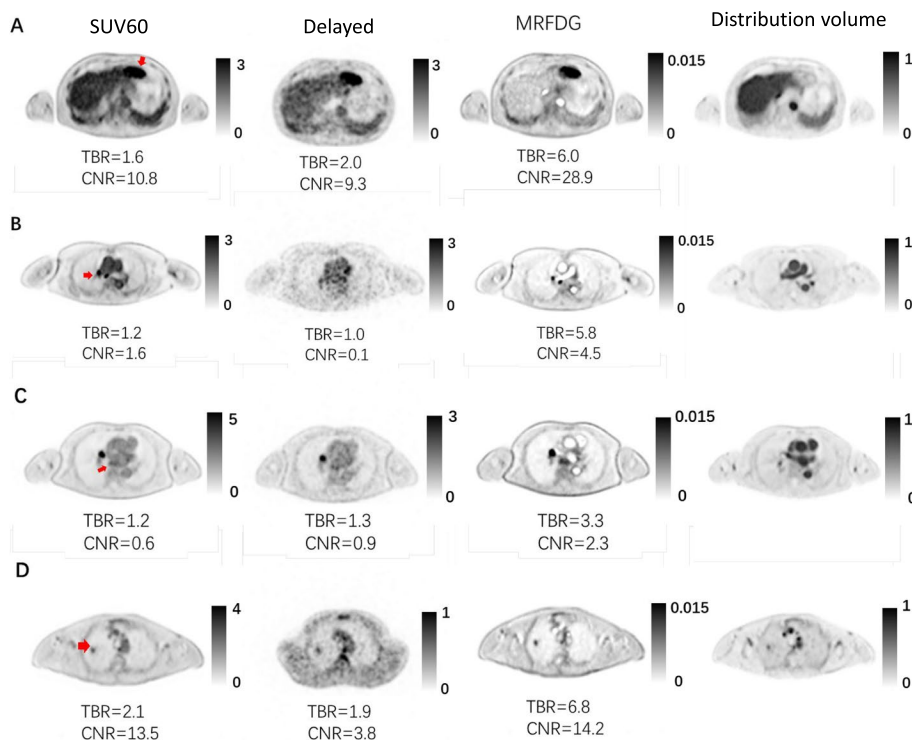 SUV60 Delayed MRFDG Distribution volume
A
3 3 0.015 1
0 0 0 0
TBR=1.6 TBR=2.0 TBR=6.0
CNR=10.8 CNR=9.3 CNR=28.9
B
3 3 0.015 1
0 0 0 0
TBR=1.2 TBR=1.0 TBR=5.8
CNR=1.6 CNR=0.1 CNR=4.5
C
5 3 0.015 1
0 0 0 0
TBR=1.2 TBR=1.3 TBR=3.3
CNR=0.6 CNR=0.9 CNR=2.3
D
4 1 0.015 1
0 0 0 0
TBR=2.1 TBR=1.9 TBR=6.8
CNR=13.5 CNR=3.8 CNR=14.2